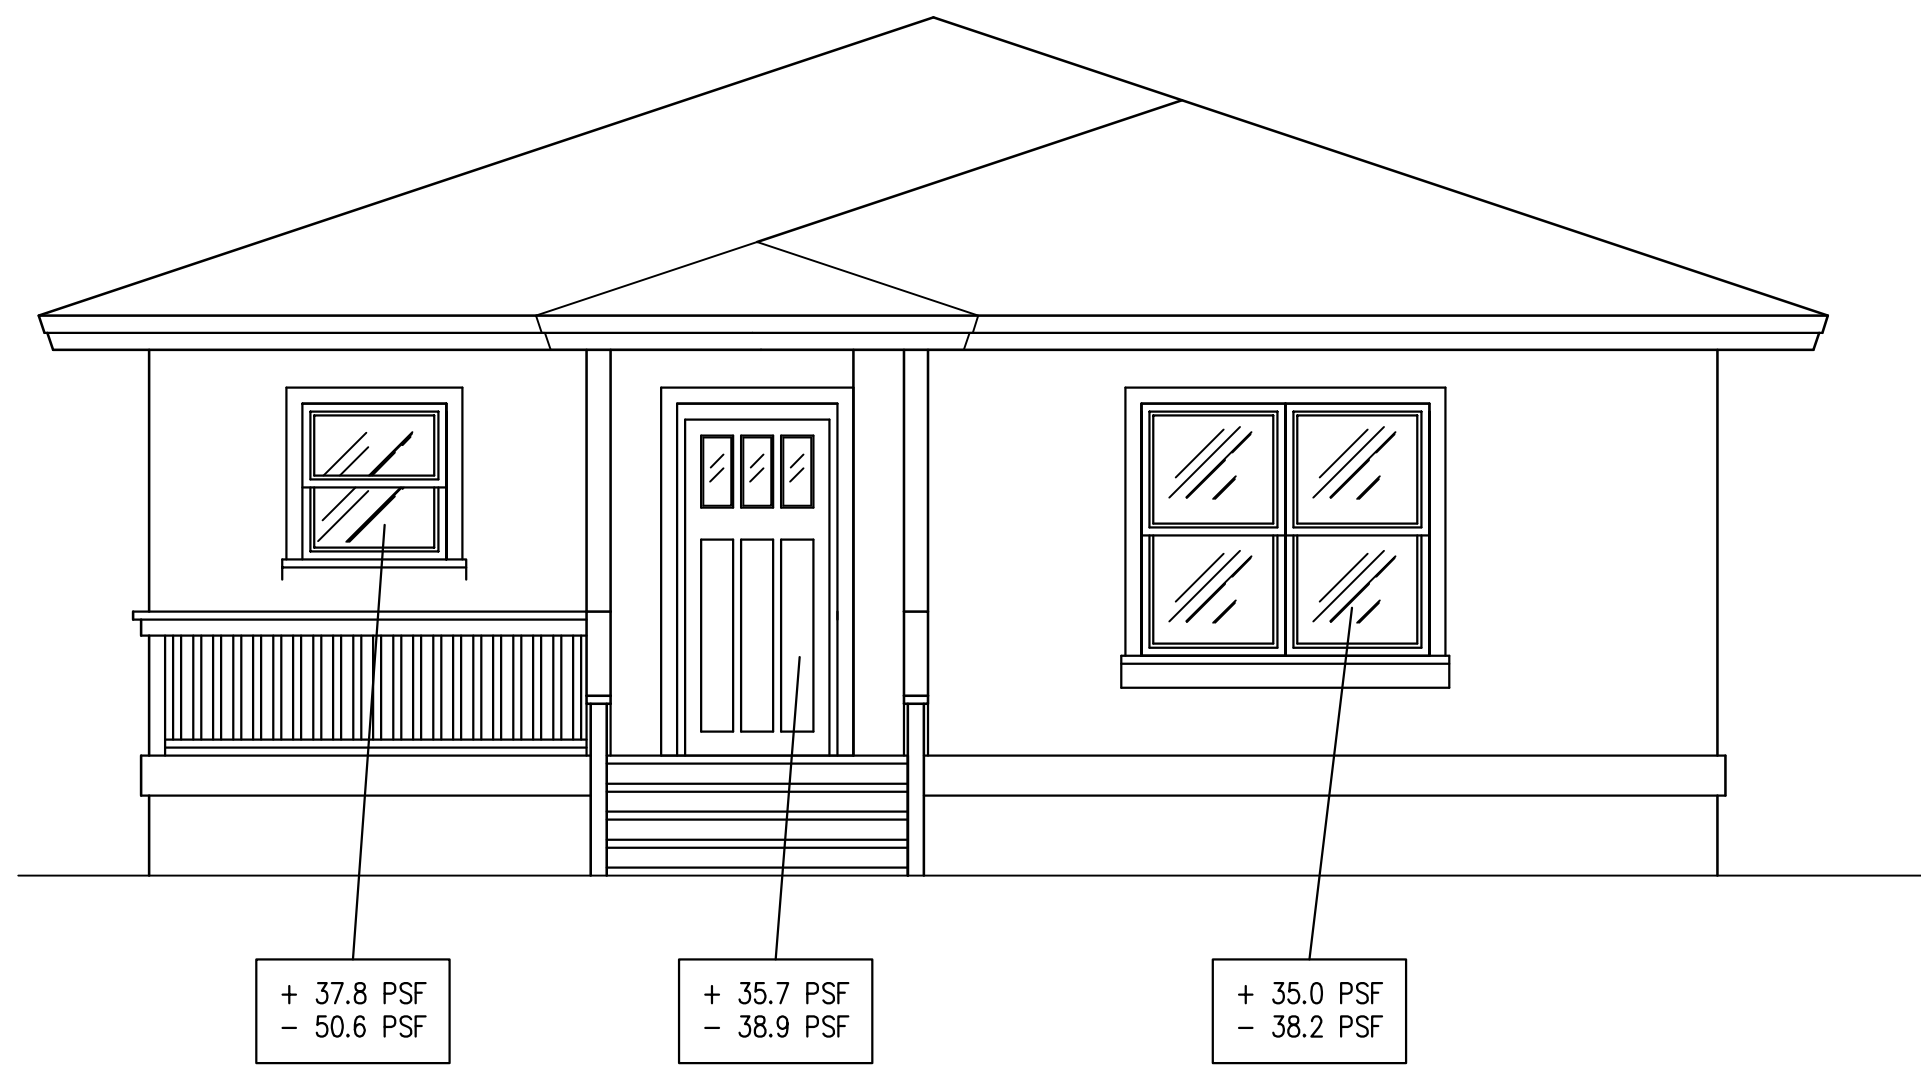 + 37.8 PSF
- 50.6 PSF
+ 35.7 PSF
- 38.9 PSF
+ 35.0 PSF
- 38.2 PSF